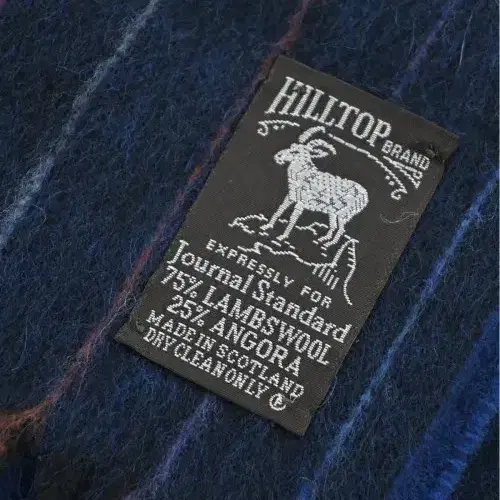 HILLTOP
BRAND
EXPRESSLY FOR
Journal Standard
75% LAMBSWOOL
25% ANGORA
MADE IN SCOTLAND
DRY CLEAN ONLY Ⓟ